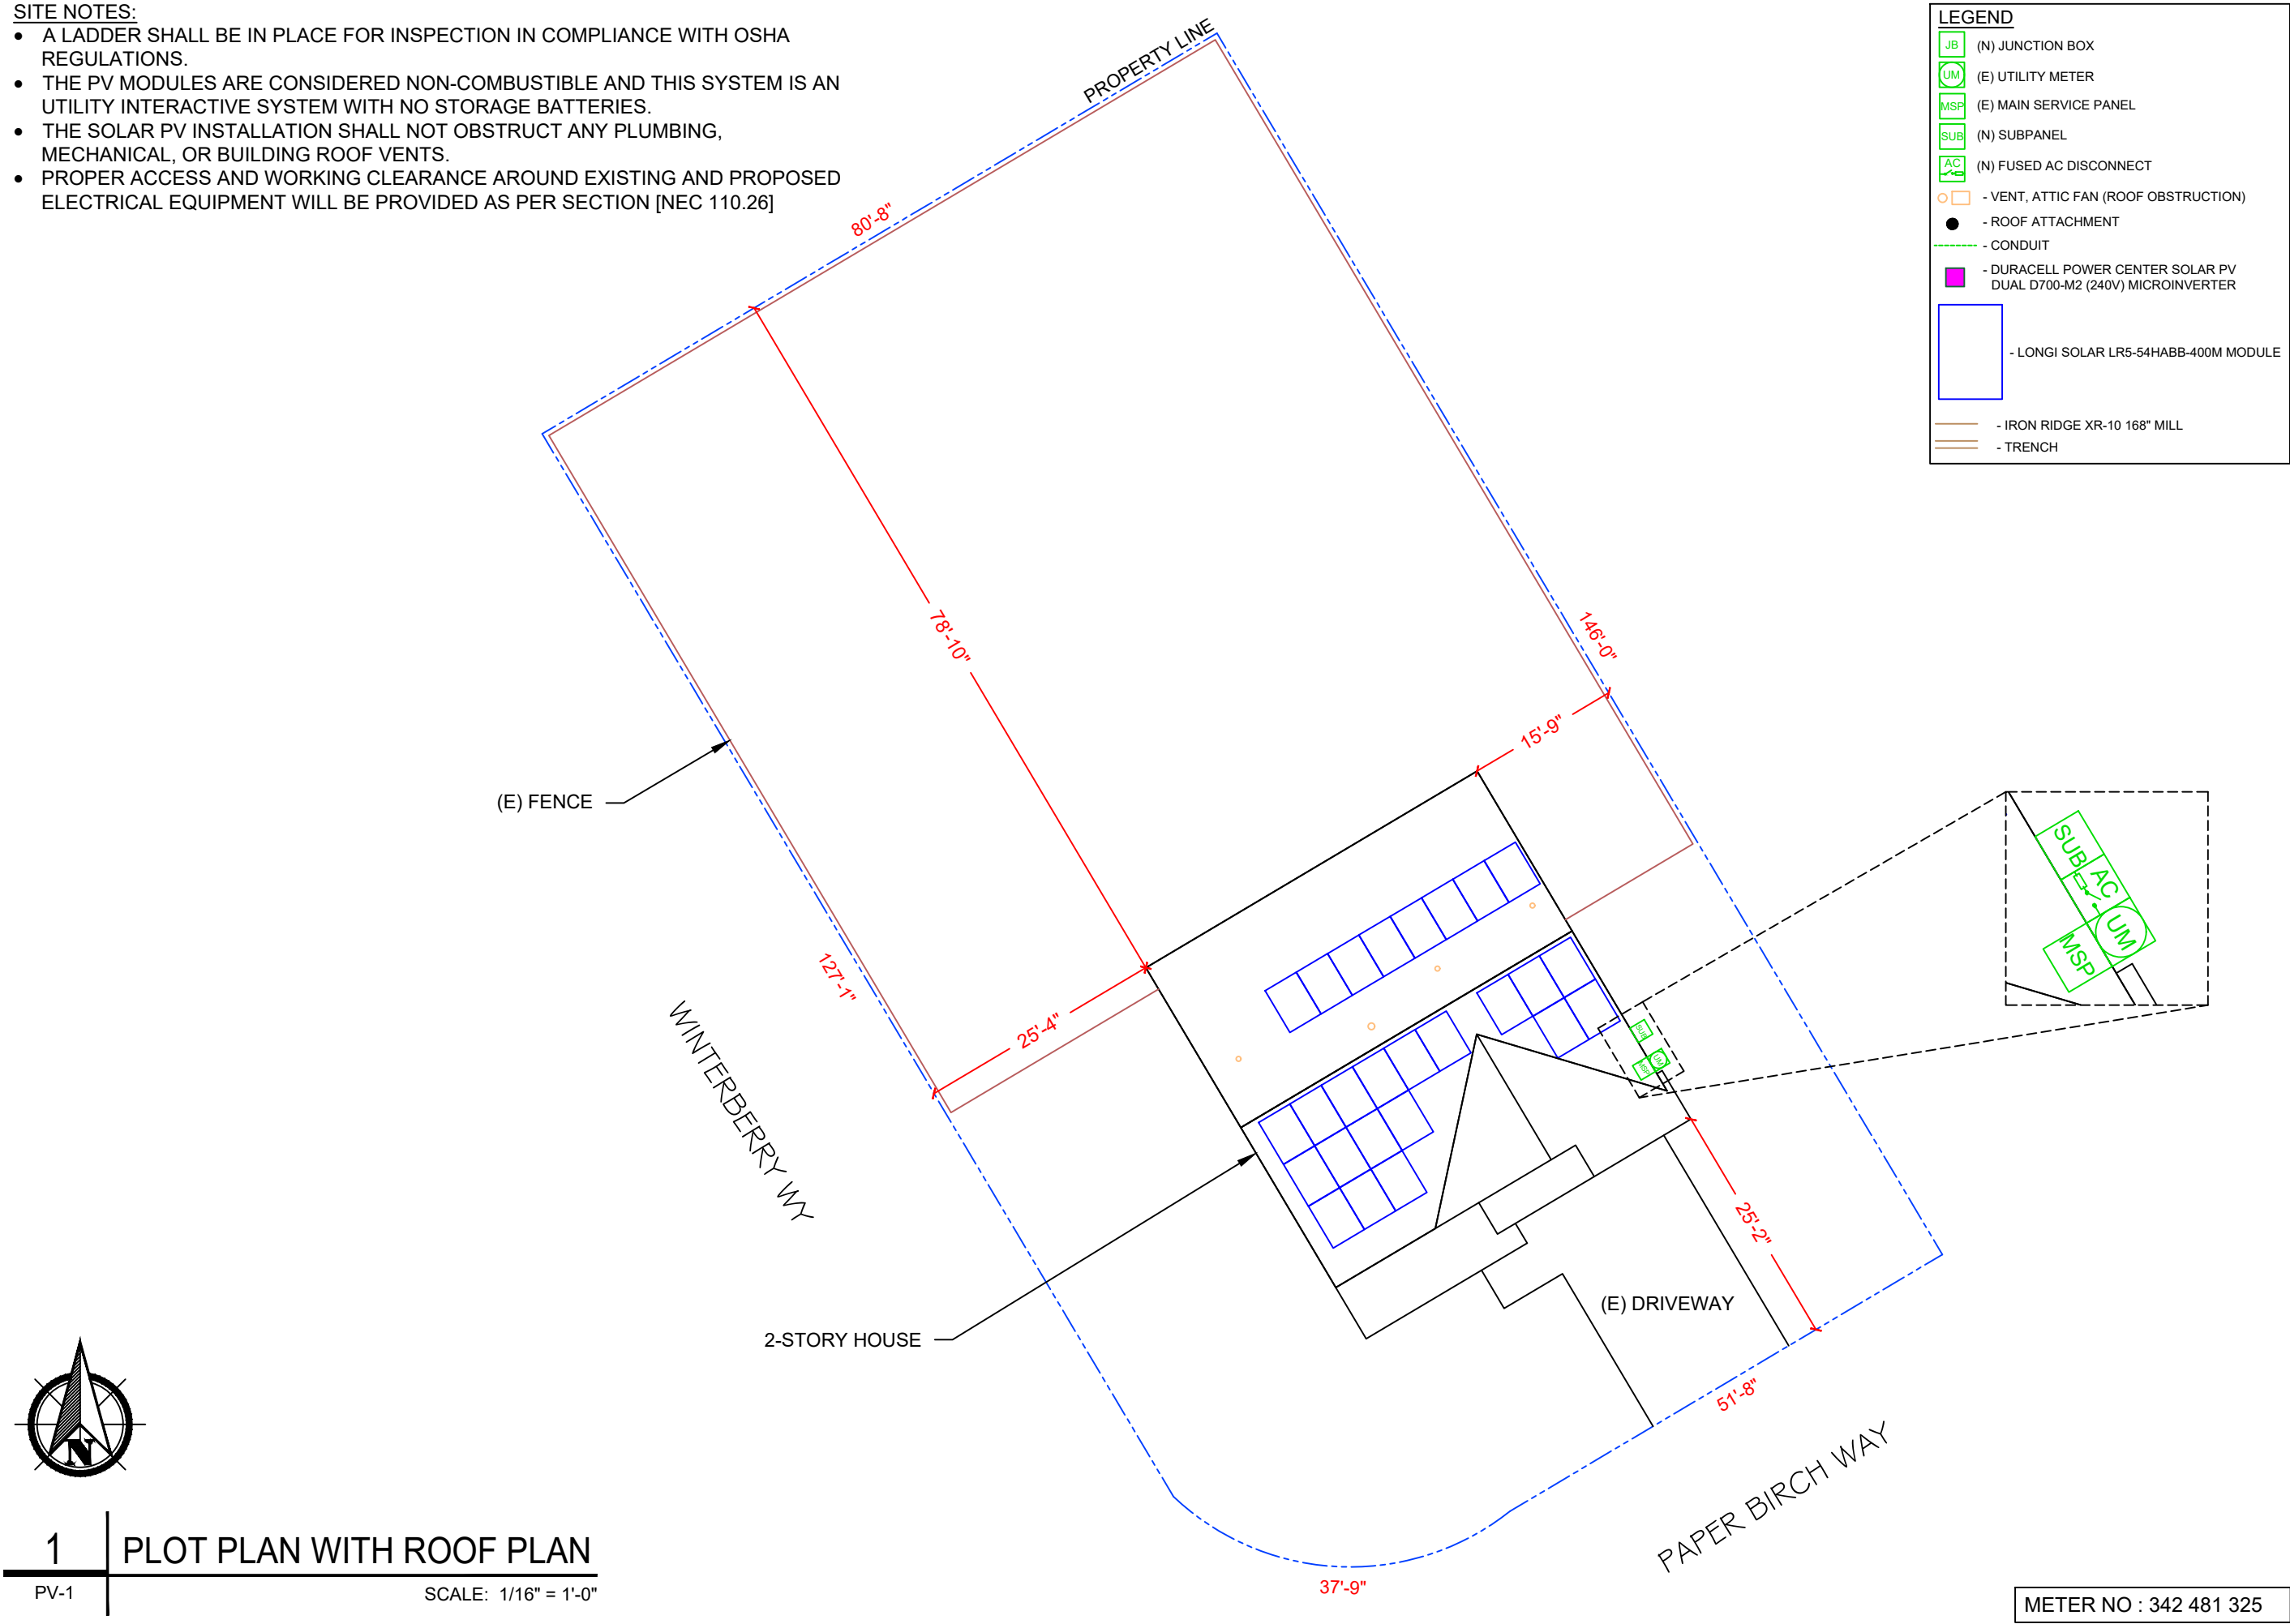 SITE NOTES:
• A LADDER SHALL BE IN PLACE FOR INSPECTION IN COMPLIANCE WITH OSHA
REGULATIONS.
• THE PV MODULES ARE CONSIDERED NON-COMBUSTIBLE AND THIS SYSTEM IS AN
UTILITY INTERACTIVE SYSTEM WITH NO STORAGE BATTERIES.
• THE SOLAR PV INSTALLATION SHALL NOT OBSTRUCT ANY PLUMBING,
MECHANICAL, OR BUILDING ROOF VENTS.
• PROPER ACCESS AND WORKING CLEARANCE AROUND EXISTING AND PROPOSED
ELECTRICAL EQUIPMENT WILL BE PROVIDED AS PER SECTION [NEC 110.26]
LEGEND
JB (N) JUNCTION BOX
UM (E) UTILITY METER
MSP (E) MAIN SERVICE PANEL
SUB (N) SUBPANEL
AC (N) FUSED AC DISCONNECT
- VENT, ATTIC FAN (ROOF OBSTRUCTION)
- ROOF ATTACHMENT
- CONDUIT
- DURACELL POWER CENTER SOLAR PV
DUAL D700-M2 (240V) MICROINVERTER
- LONGI SOLAR LR5-54HABB-400M MODULE
- IRON RIDGE XR-10 168" MILL
- TRENCH
PROPERTY LINE
80'-8"
78'-10"
146'-0"
15'-9"
(E) FENCE
127'-1"
25'-4"
WINTERBERRY WY
SUB
AC
UM
MSP
SUB
UM
MSP
25'-2"
(E) DRIVEWAY
2-STORY HOUSE
51'-8"
PAPER BIRCH WAY
37'-9"
N
1 PLOT PLAN WITH ROOF PLAN
PV-1 SCALE: 1/16" = 1'-0"
METER NO : 342 481 325